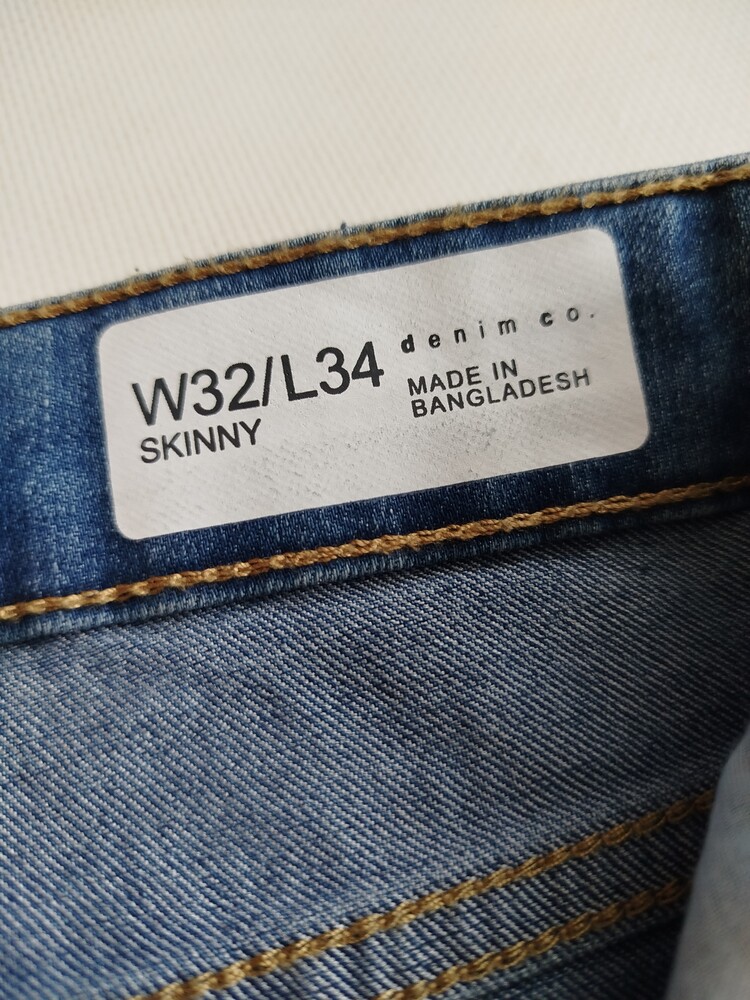 W32/L34
SKINNY
denim co.
MADE IN
BANGLADESH